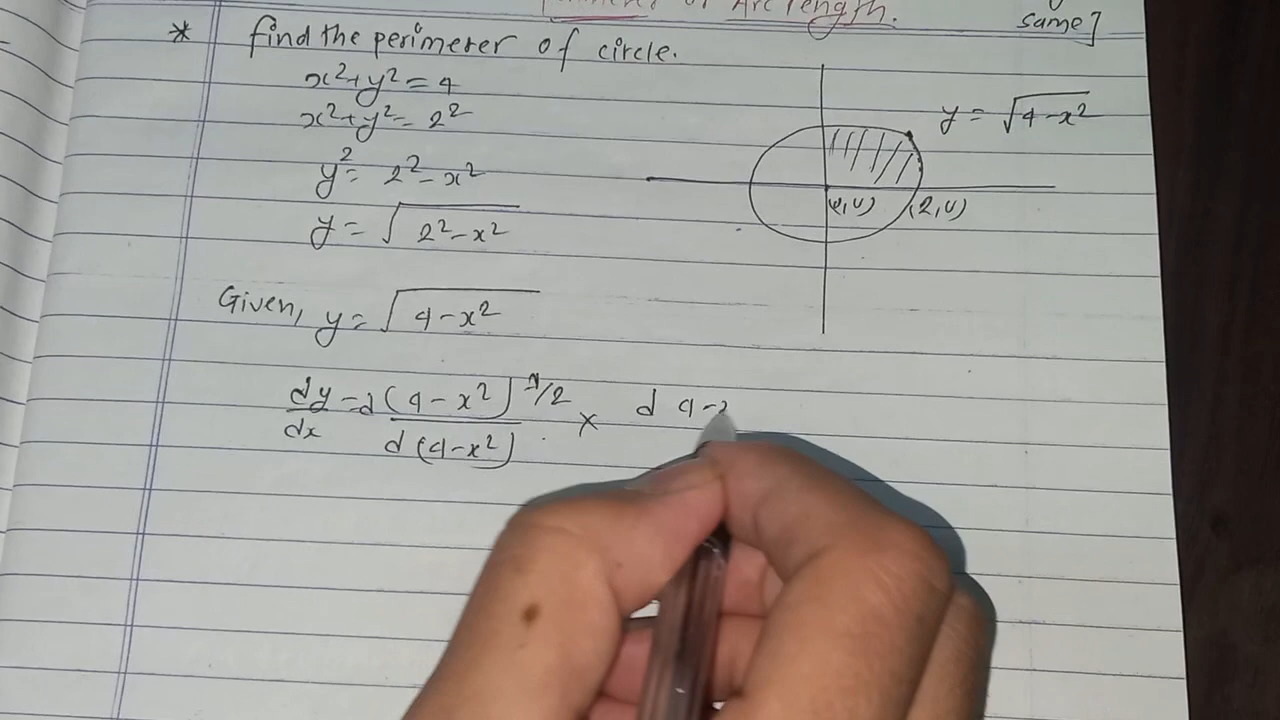 of Arc length.
same]
* find the perimeter of circle.
x²+y² = 4
x²+y² = 2²
y² = 2² – x²
y = √(2² – x²)
y = √(4 – x²)
(0,0) (2,0)
Given, y = √(4 – x²)
dy/dx = d(4 – x²)^1/2 / d(4 – x²) × d 4 –